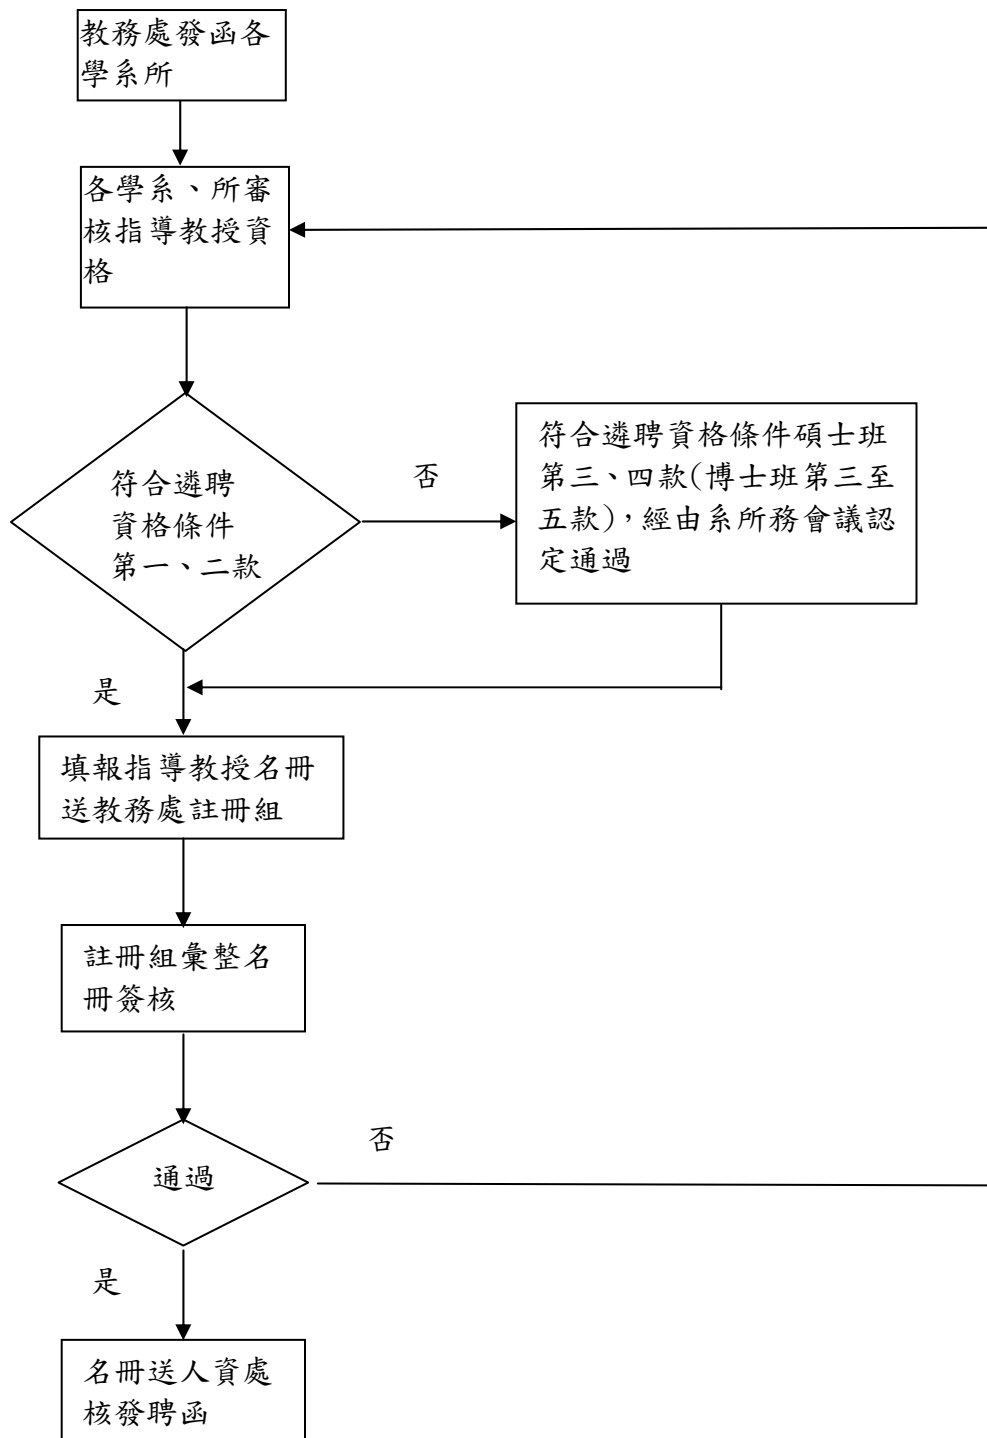 教務處發函各
學系所
各學系、所審
核指導教授資
格
符合遴聘
資格條件
第一、二款
否
符合遴聘資格條件碩士班
第三、四款(博士班第三至
五款),經由系所務會議認
定通過
是
填報指導教授名冊
送教務處註冊組
註冊組彙整名
冊簽核
通過
否
是
名冊送人資處
核發聘函